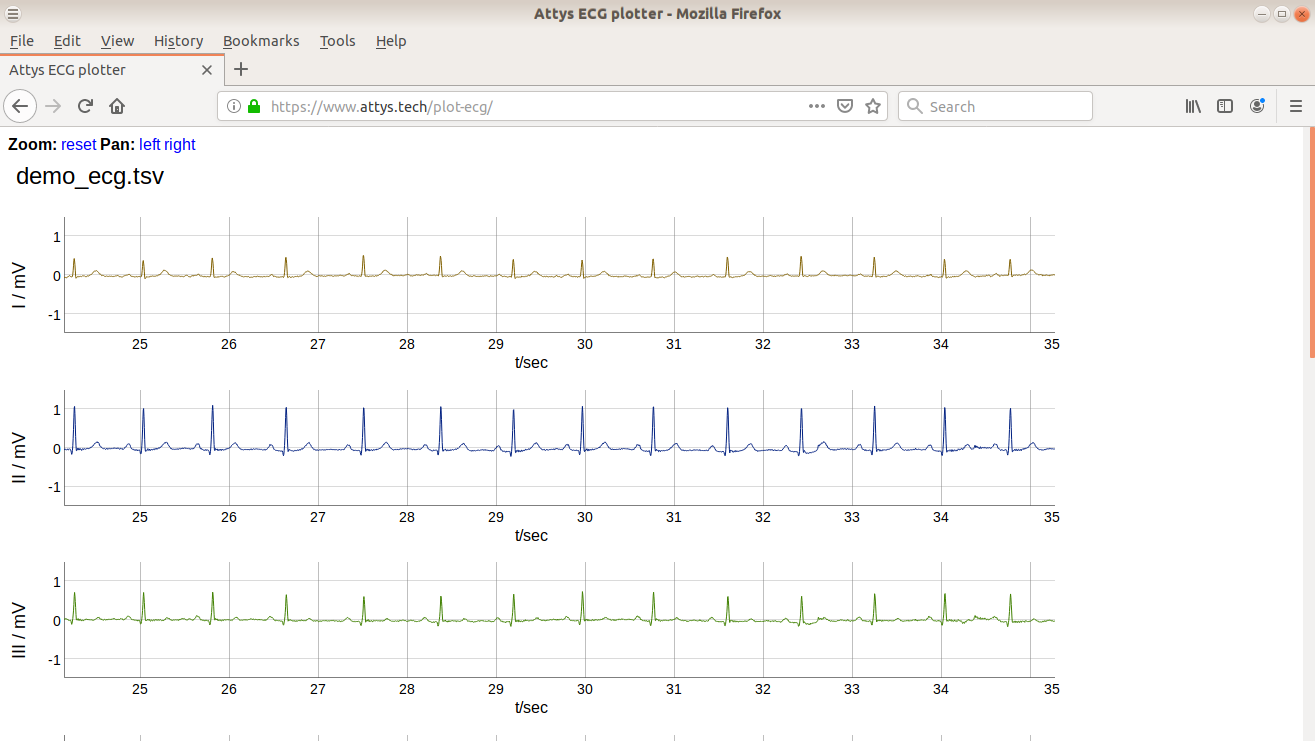 Attys ECG plotter - Mozilla Firefox
File Edit View History Bookmarks Tools Help
Attys ECG plotter
https://www.attys.tech/plot-ecg/
Search
Zoom: reset Pan: left right
demo_ecg.tsv
I / mV
1
0
-1
25 26 27 28 29 30 31 32 33 34 35
t/sec
II / mV
1
0
-1
25 26 27 28 29 30 31 32 33 34 35
t/sec
III / mV
1
0
-1
25 26 27 28 29 30 31 32 33 34 35
t/sec